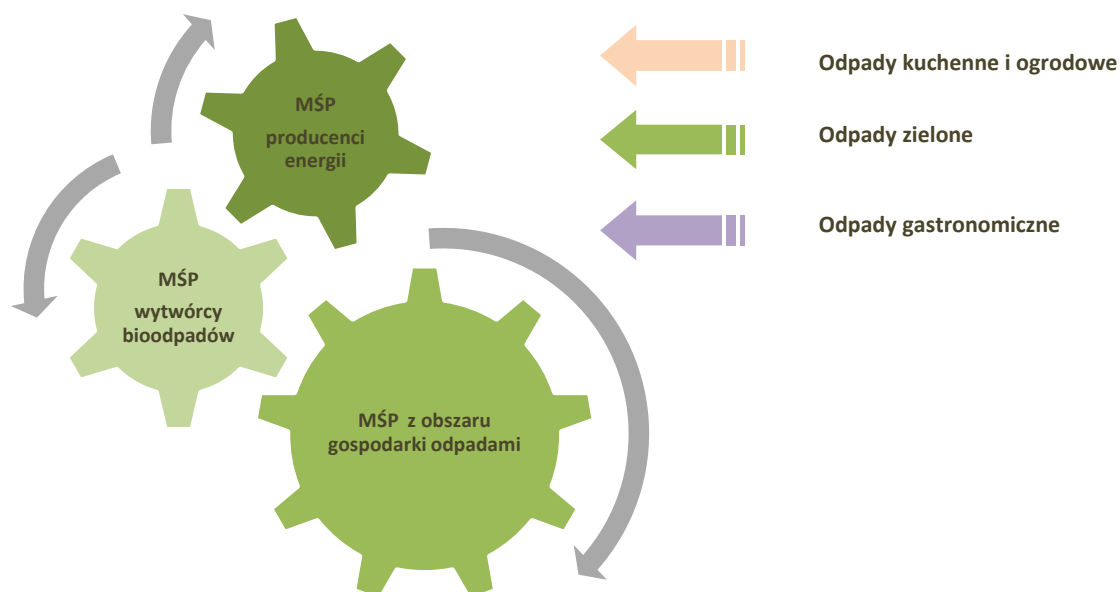 MŚP
producenci
energii
MŚP
wytwórcy
bioodpadów
MŚP z obszaru
gospodarki odpadami
Odpady kuchenne i ogrodowe
Odpady zielone
Odpady gastronomiczne